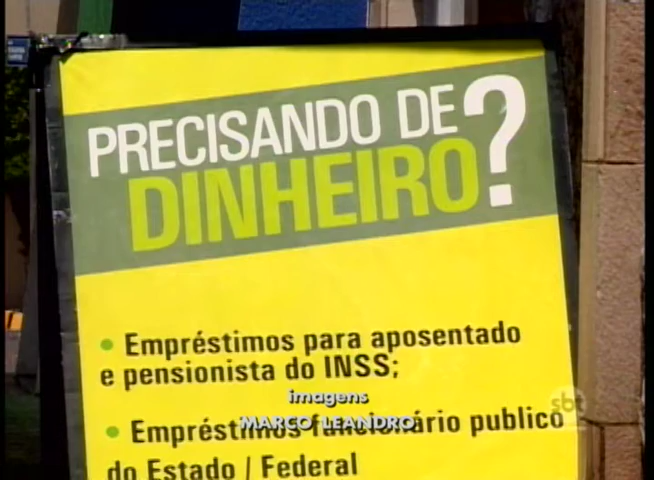 PRECISANDO DE
DINHEIRO?
• Empréstimos para aposentado
e pensionista do INSS;
imagens
MARCO LEANDRO
• Empréstimos funcionário publico
do Estado / Federal
sbt